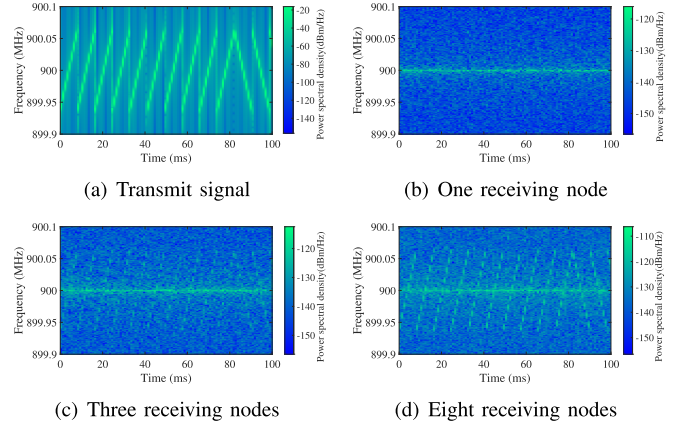 900.1
900.05
900
899.95
899.9
Frequency (MHz)
0 20 40 60 80 100
Time (ms)
-20
-40
-60
-80
-100
-120
-140
Power spectral density(dBm/Hz)
(a) Transmit signal
900.1
900.05
900
899.95
899.9
Frequency (MHz)
0 20 40 60 80 100
Time (ms)
-120
-130
-140
-150
Power spectral density(dBm/Hz)
(b) One receiving node
900.1
900.05
900
899.95
899.9
Frequency (MHz)
0 20 40 60 80 100
Time (ms)
-120
-130
-140
-150
Power spectral density(dBm/Hz)
(c) Three receiving nodes
900.1
900.05
900
899.95
899.9
Frequency (MHz)
0 20 40 60 80 100
Time (ms)
-110
-120
-130
-140
-150
Power spectral density(dBm/Hz)
(d) Eight receiving nodes